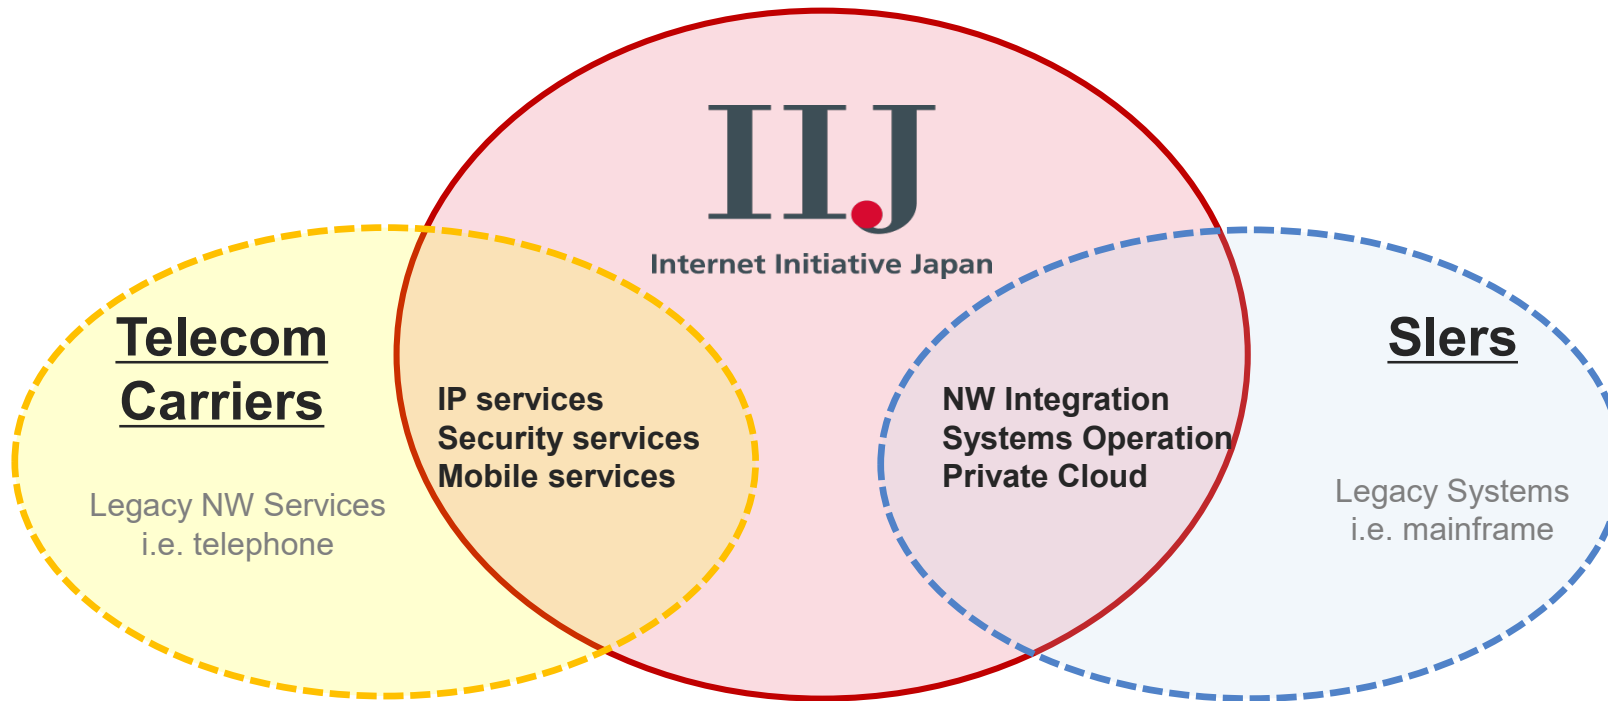 IIJ
Internet Initiative Japan
Telecom
Carriers
Legacy NW Services
i.e. telephone
IP services
Security services
Mobile services
NW Integration
Systems Operation
Private Cloud
SIers
Legacy Systems
i.e. mainframe